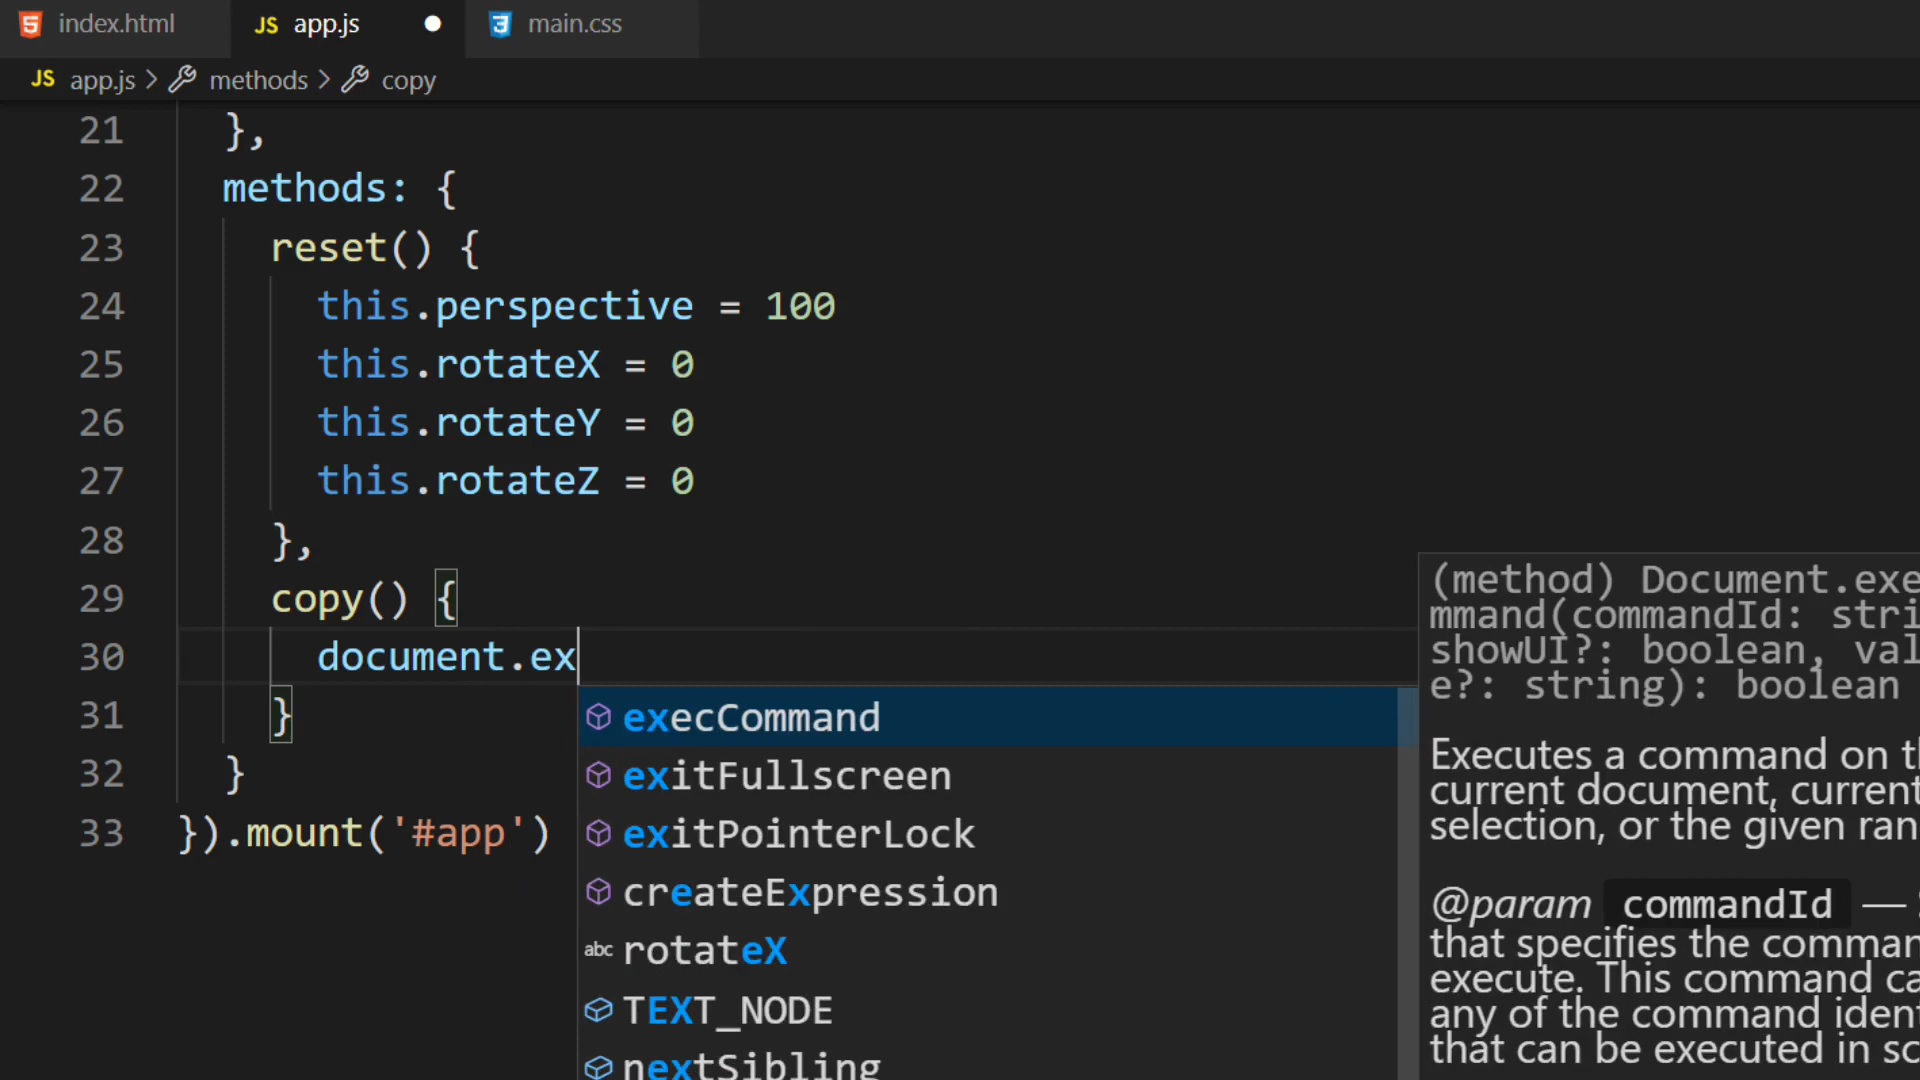 index.html
JS app.js
main.css
JS app.js > methods > copy
21 },
22 methods: {
23 reset() {
24 this.perspective = 100
25 this.rotateX = 0
26 this.rotateY = 0
27 this.rotateZ = 0
28 },
29 copy() {
30 document.ex
31 }
32 }
33 }).mount('#app')
execCommand
exitFullscreen
exitPointerLock
createExpression
abc rotateX
TEXT_NODE
nextSibling
(method) Document.exe
mmand(commandId: stri
showUI?: boolean, val
e?: string): boolean
Executes a command on t
current document, current
selection, or the given ran
@param commandId —
that specifies the comman
execute. This command ca
any of the command ident
that can be executed in sc